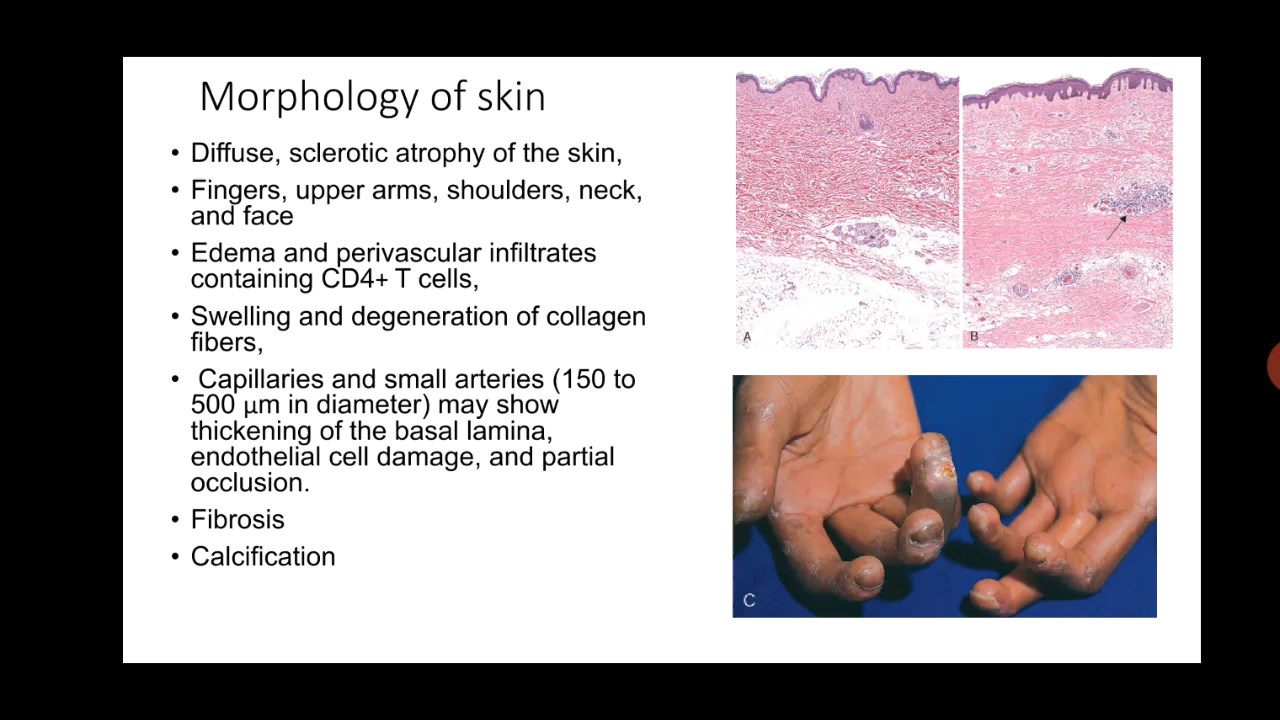 Morphology of skin
• Diffuse, sclerotic atrophy of the skin,
• Fingers, upper arms, shoulders, neck,
and face
• Edema and perivascular infiltrates
containing CD4+ T cells,
• Swelling and degeneration of collagen
fibers,
• Capillaries and small arteries (150 to
500 μm in diameter) may show
thickening of the basal lamina,
endothelial cell damage, and partial
occlusion.
• Fibrosis
• Calcification
A
B
C